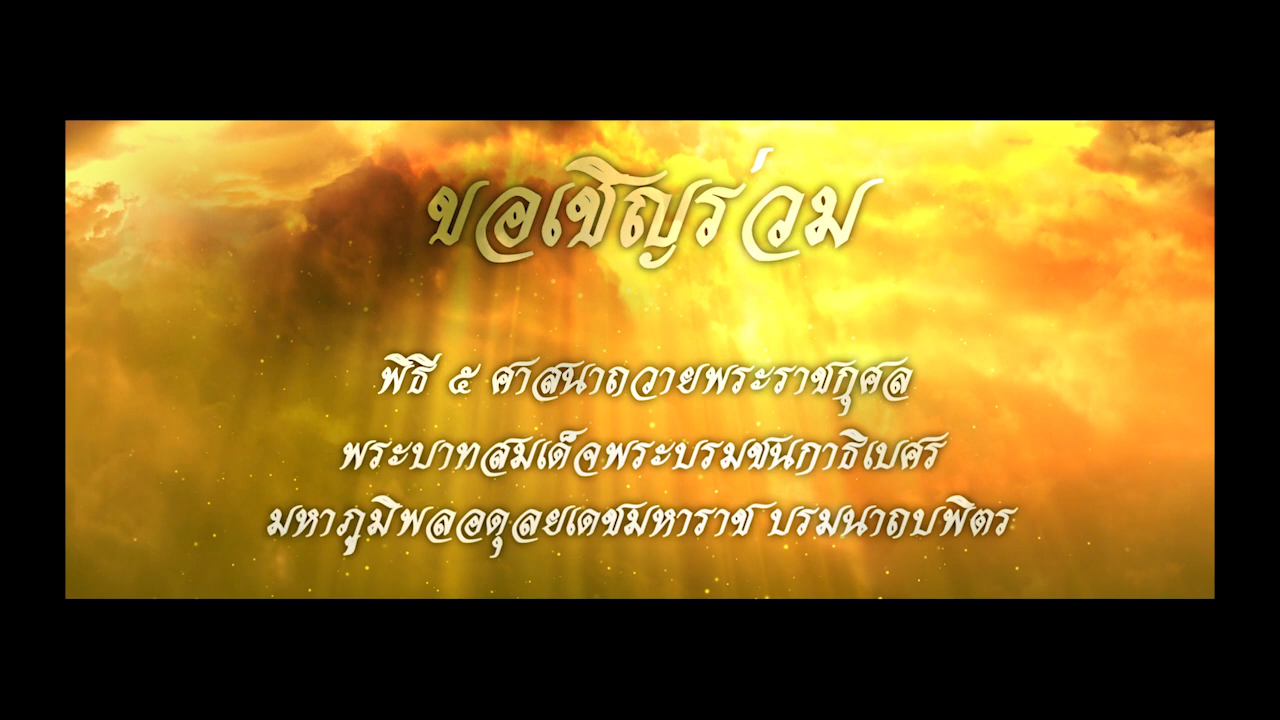 ขอเชิญร่วม
พิธี ๕ ศาสนาถวายพระราชกุศล
พระบาทสมเด็จพระบรมชนกาธิเบศร
มหาภูมิพลอดุลยเดชมหาราช บรมนาถบพิตร